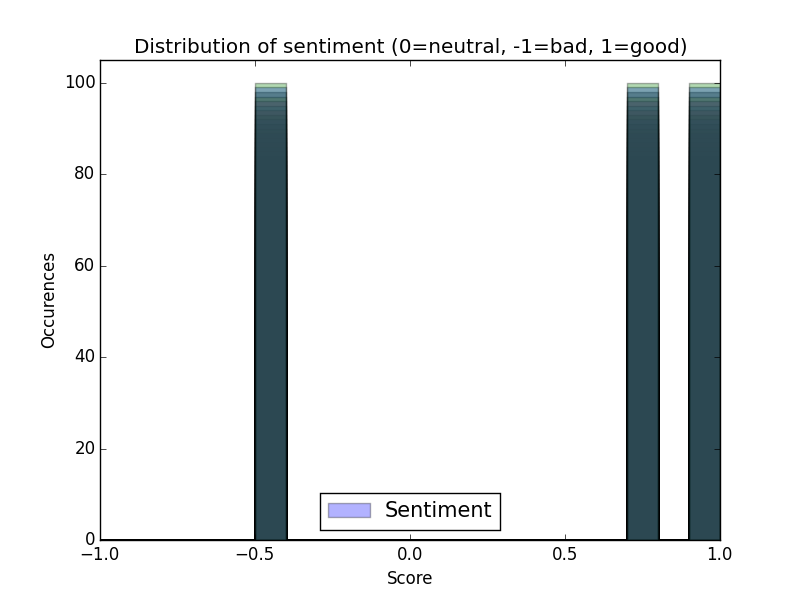 Distribution of sentiment (0=neutral, -1=bad, 1=good)
100
80
60
40
20
0
Occurences
−1.0
−0.5
0.0
0.5
1.0
Score
Sentiment